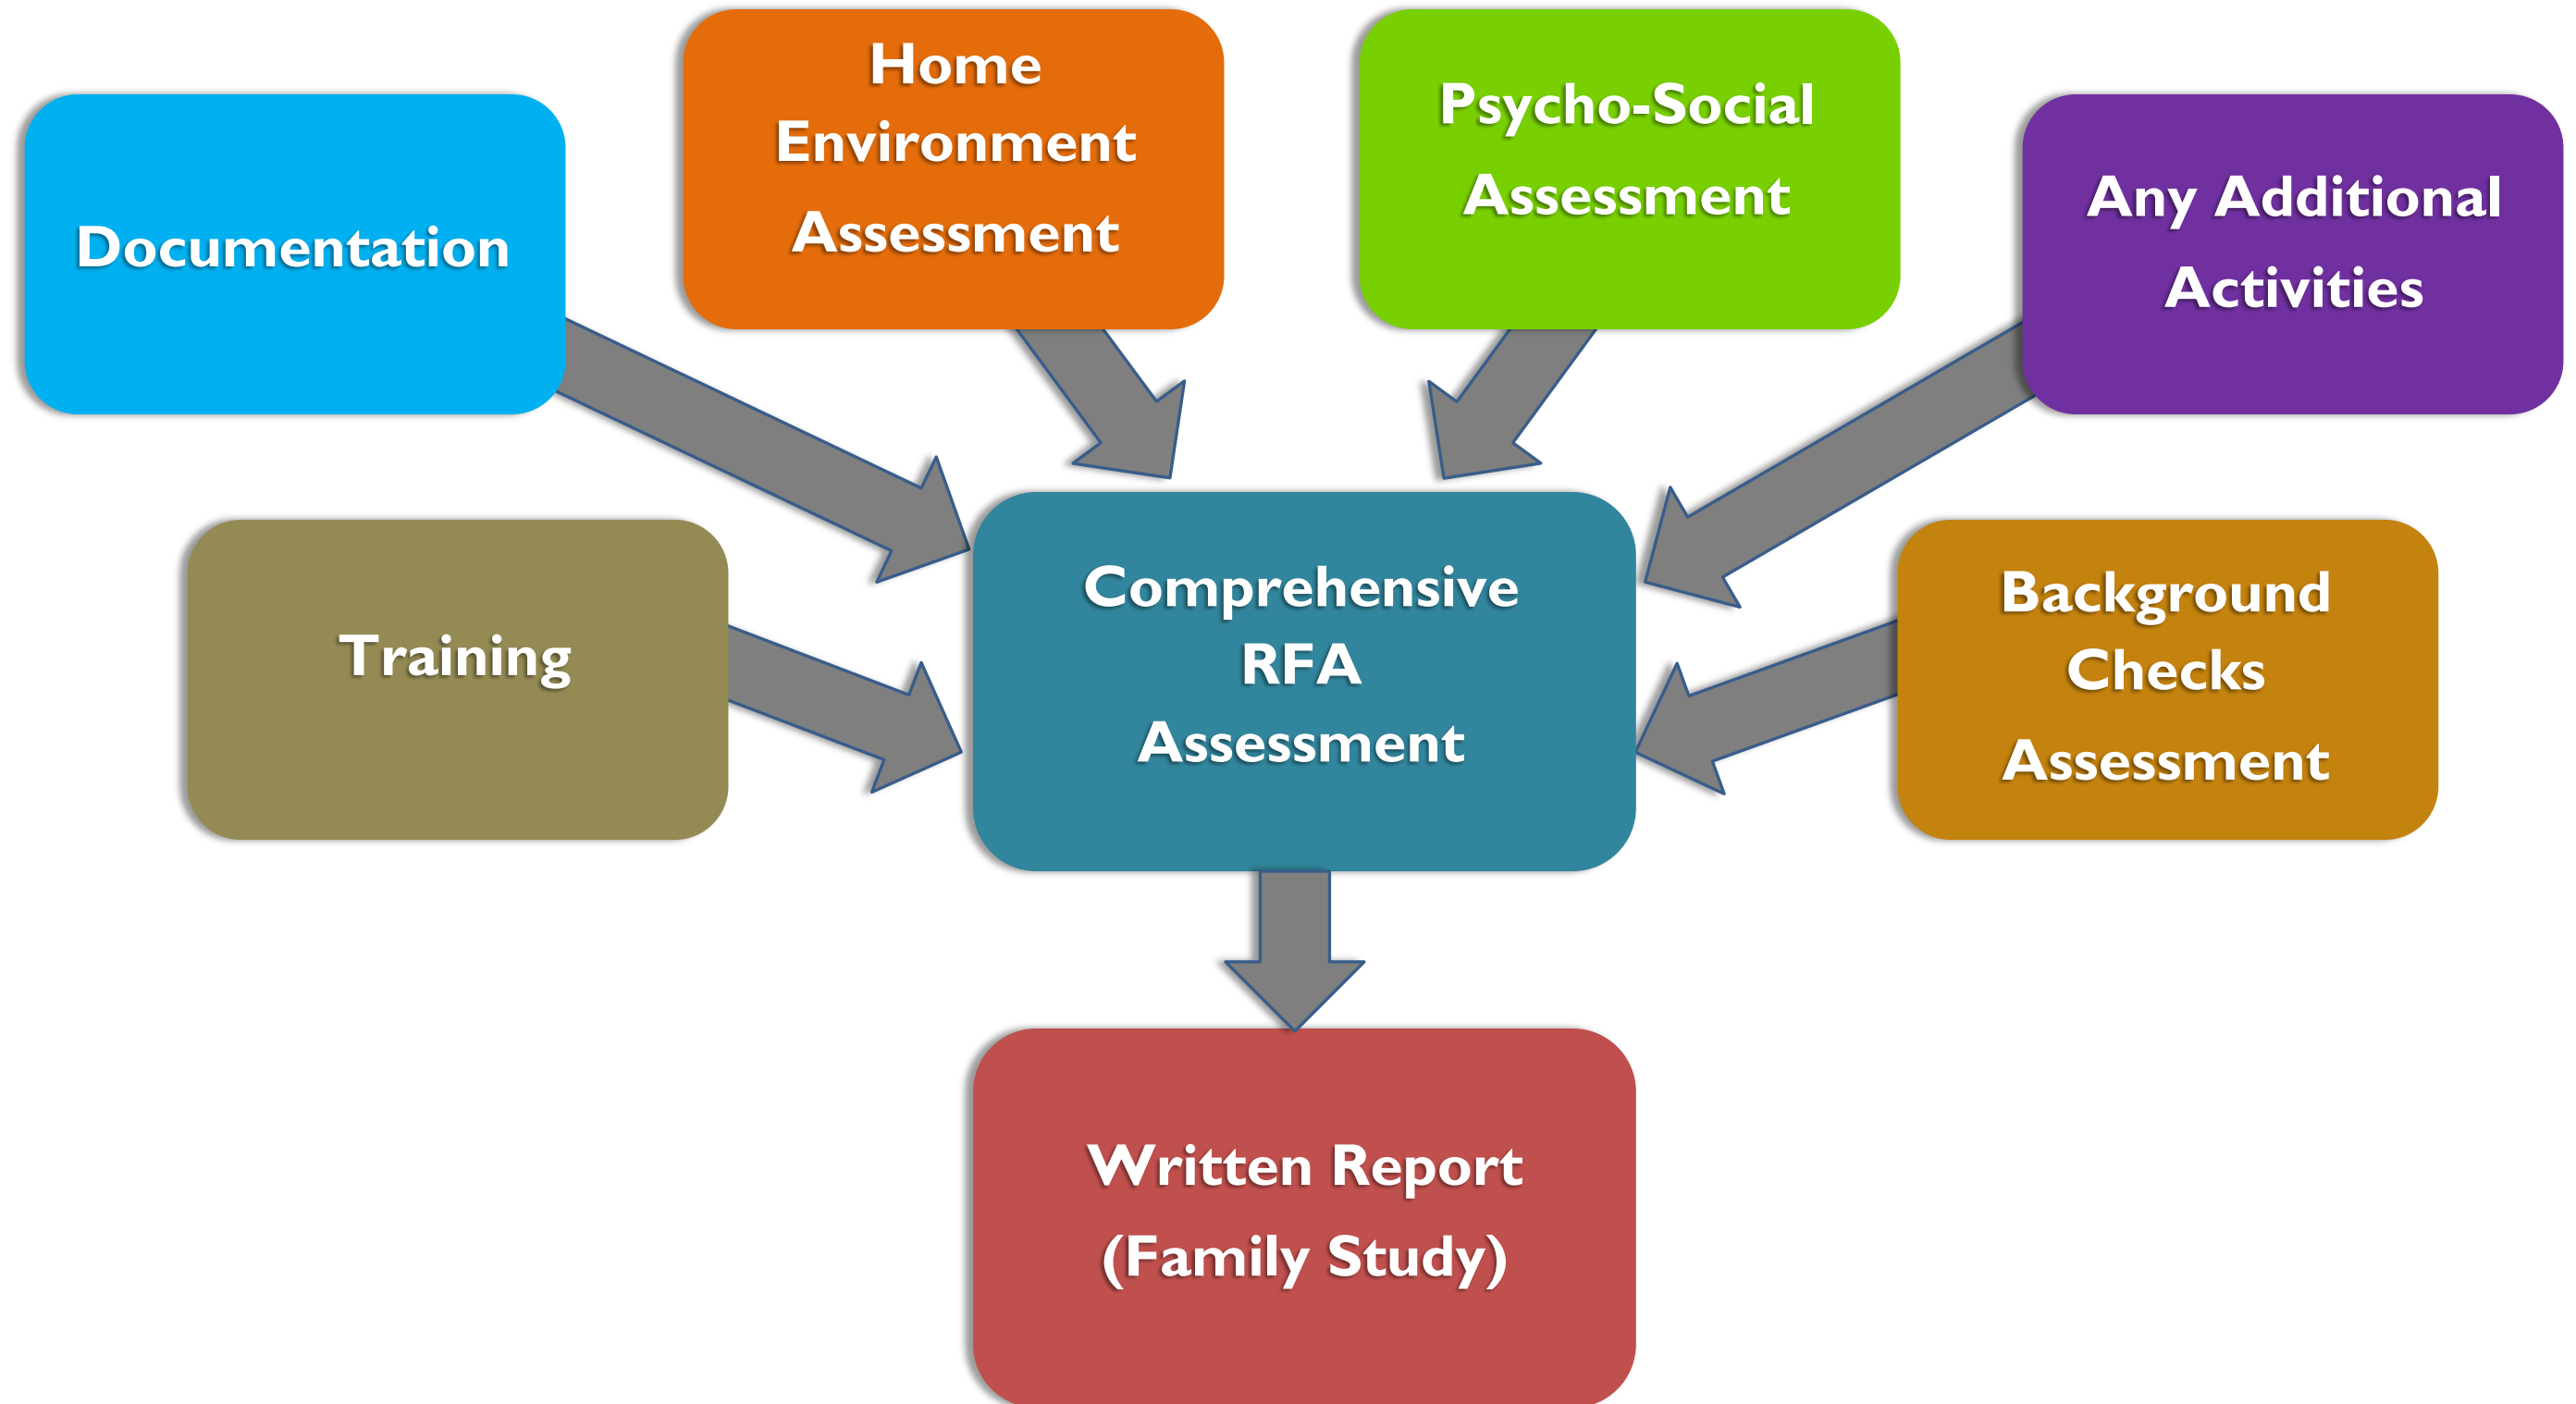 Documentation
Home
Environment
Assessment
Psycho-Social
Assessment
Any Additional
Activities
Training
Comprehensive
RFA
Assessment
Background
Checks
Assessment
Written Report
(Family Study)